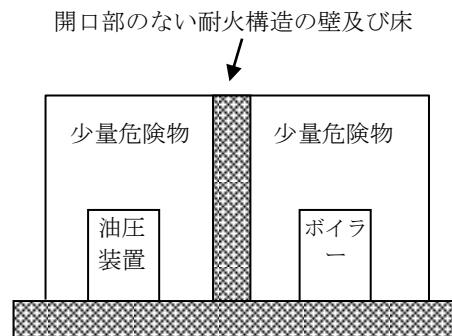 開口部のない耐火構造の壁及び床
少量危険物
少量危険物
油圧
装置
ボイラ
ー